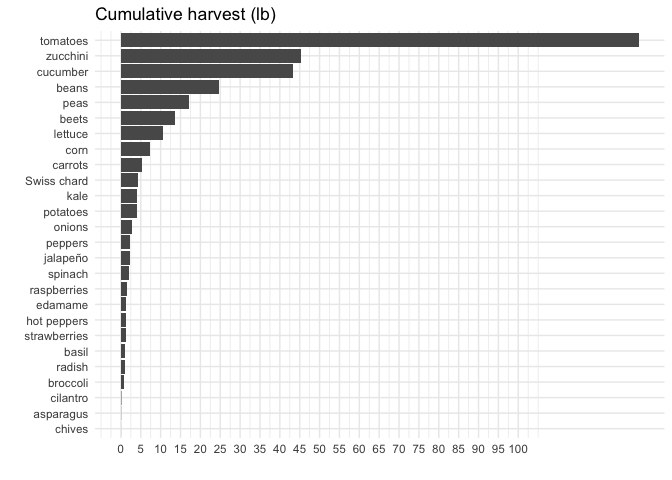 Cumulative harvest (lb)
tomatoes
zucchini
cucumber
beans
peas
beets
lettuce
corn
carrots
Swiss chard
kale
potatoes
onions
peppers
jalapeño
spinach
raspberries
edamame
hot peppers
strawberries
basil
radish
broccoli
cilantro
asparagus
chives
0 5 10 15 20 25 30 35 40 45 50 55 60 65 70 75 80 85 90 95 100